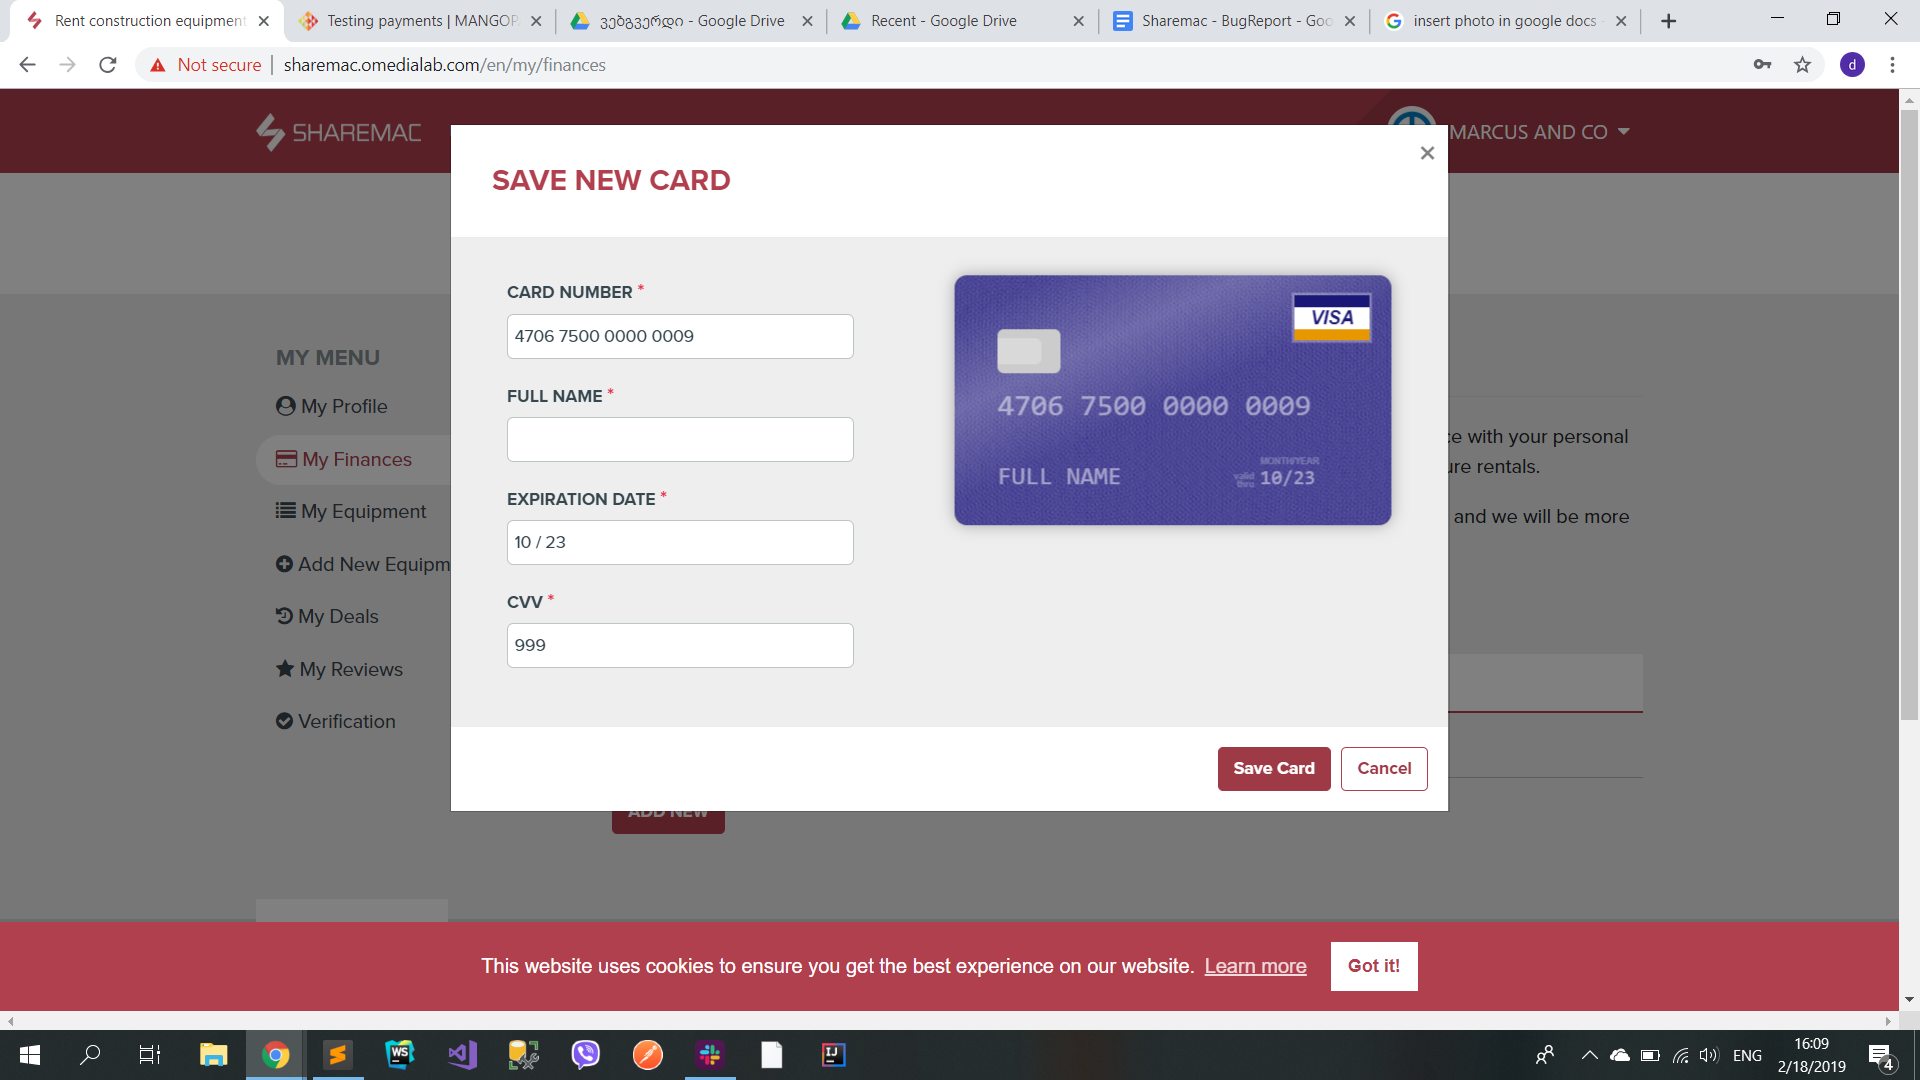 Rent construction equipment
Testing payments | MANGOP
ვებგვერდი - Google Drive
Recent - Google Drive
Sharemac - BugReport - Goo
insert photo in google docs -
Not secure
sharemac.omedialab.com/en/my/finances
d
SHAREMAC
MARCUS AND CO
SAVE NEW CARD
CARD NUMBER *
4706 7500 0000 0009
FULL NAME *
EXPIRATION DATE *
10 / 23
CVV *
999
VISA
4706 7500 0000 0009
MONTH/YEAR
FULL NAME
valid
thru
10/23
Save Card
Cancel
MY MENU
My Profile
My Finances
My Equipment
Add New Equipm
My Deals
My Reviews
Verification
ce with your personal
ure rentals.
and we will be more
ADD NEW
This website uses cookies to ensure you get the best experience on our website. Learn more
Got it!
WS
IJ
ENG
16:09
2/18/2019
4